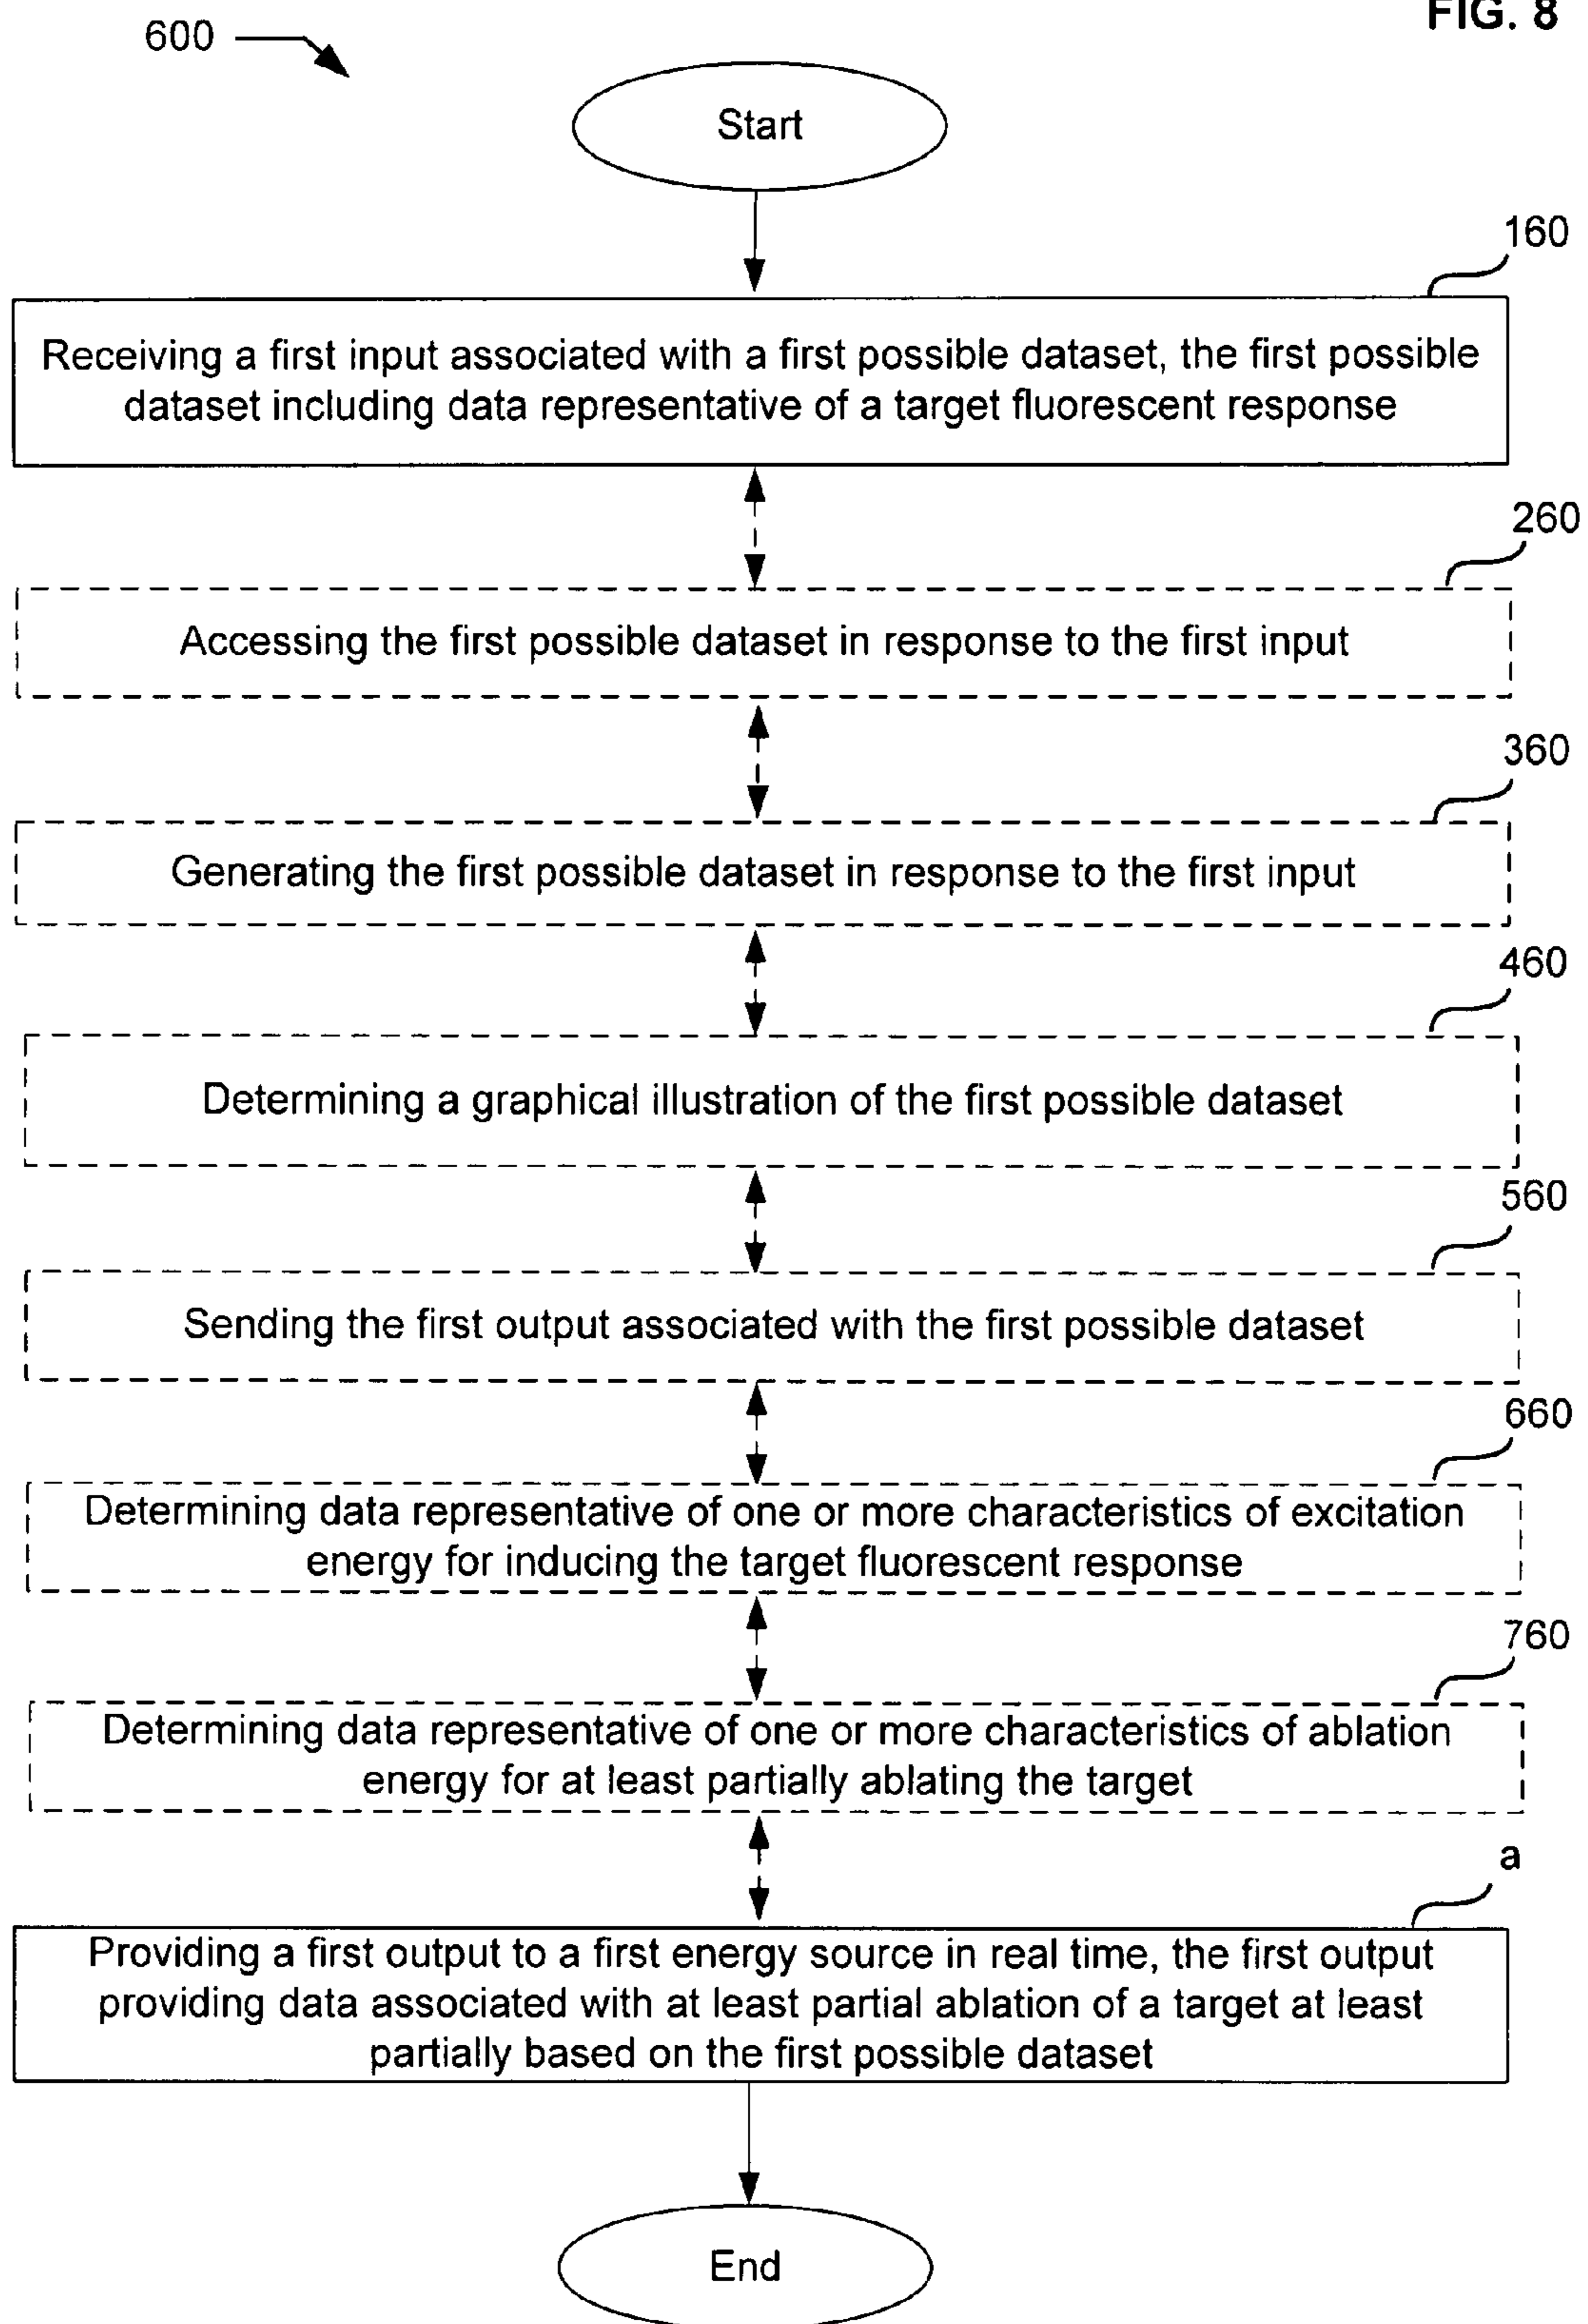 FIG. 8
600
Start
160
Receiving a first input associated with a first possible dataset, the first possible
dataset including data representative of a target fluorescent response
260
Accessing the first possible dataset in response to the first input
360
Generating the first possible dataset in response to the first input
460
Determining a graphical illustration of the first possible dataset
560
Sending the first output associated with the first possible dataset
660
Determining data representative of one or more characteristics of excitation
energy for inducing the target fluorescent response
760
Determining data representative of one or more characteristics of ablation
energy for at least partially ablating the target
a
Providing a first output to a first energy source in real time, the first output
providing data associated with at least partial ablation of a target at least
partially based on the first possible dataset
End